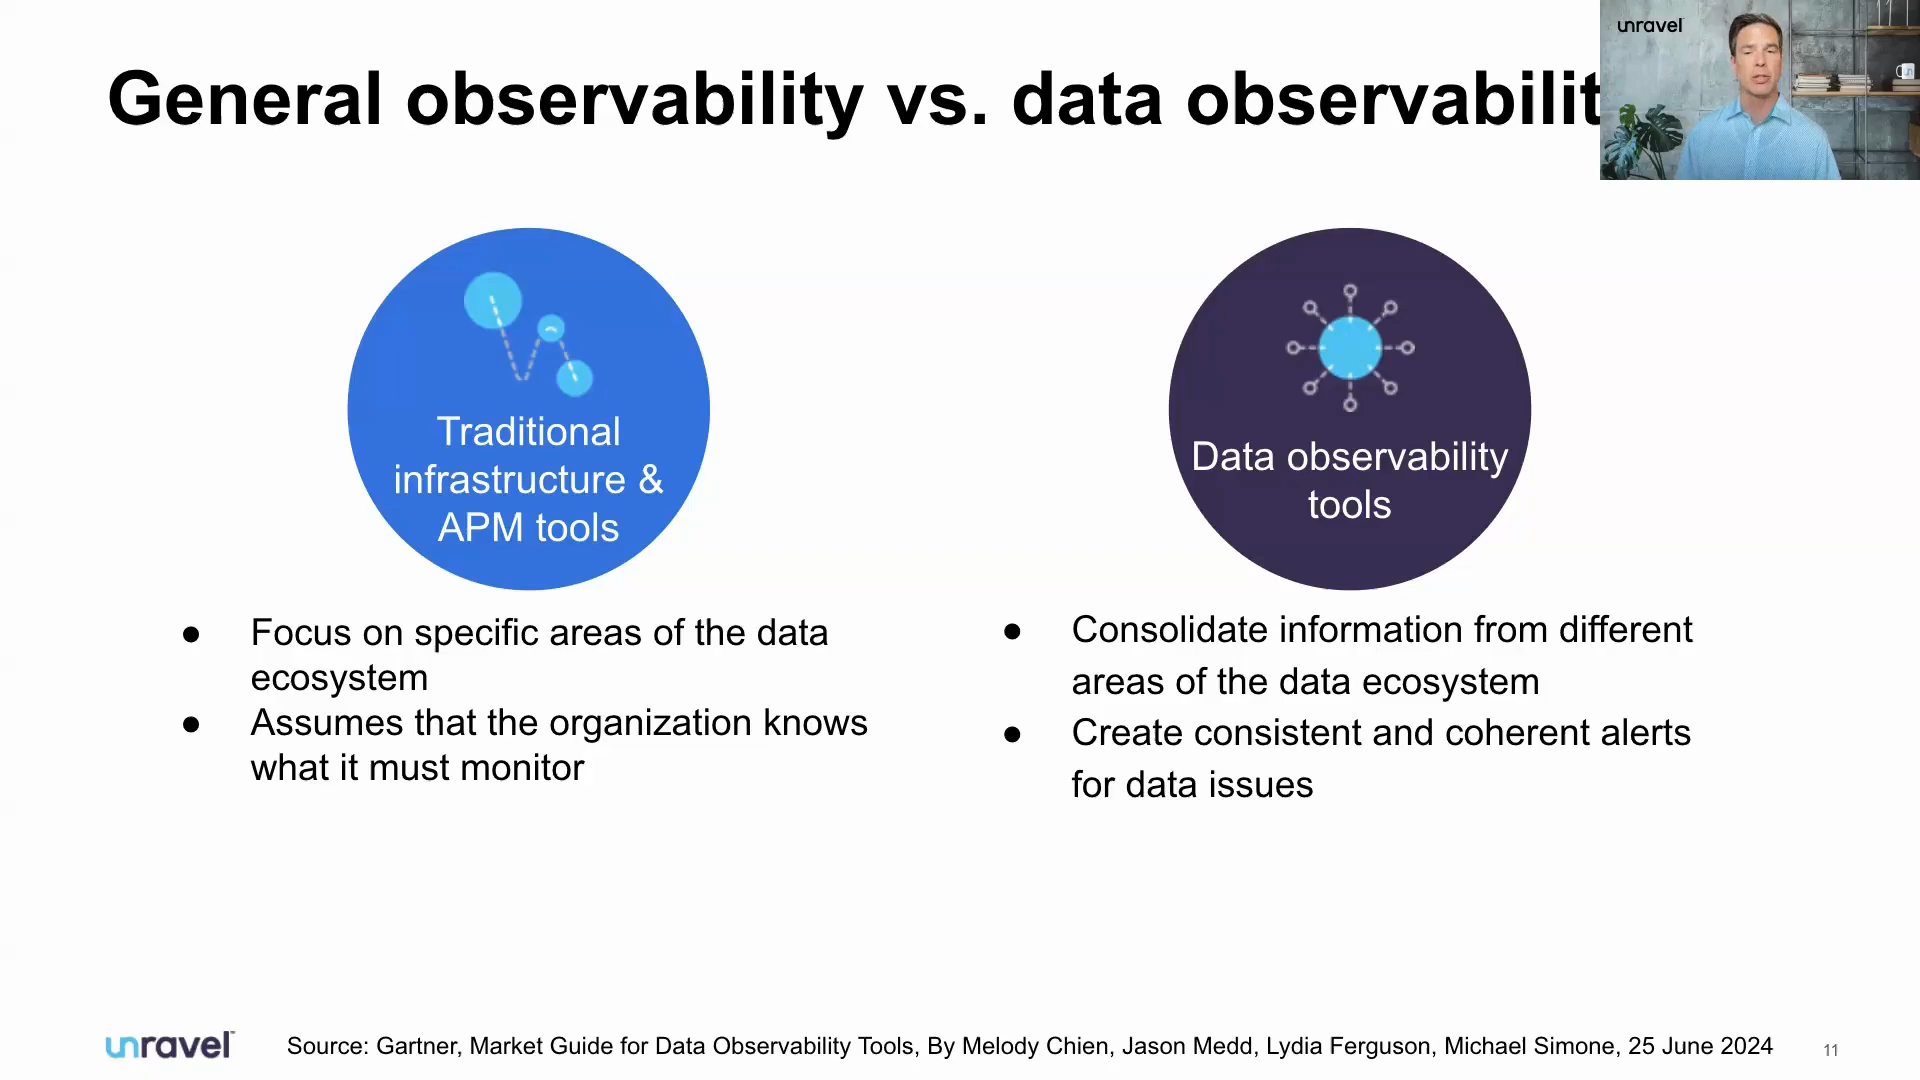 General observability vs. data observabilit
unravel
Traditional
infrastructure &
APM tools
Data observability
tools
● Focus on specific areas of the data
ecosystem
● Assumes that the organization knows
what it must monitor
● Consolidate information from different
areas of the data ecosystem
● Create consistent and coherent alerts
for data issues
unravel™
Source: Gartner, Market Guide for Data Observability Tools, By Melody Chien, Jason Medd, Lydia Ferguson, Michael Simone, 25 June 2024
11